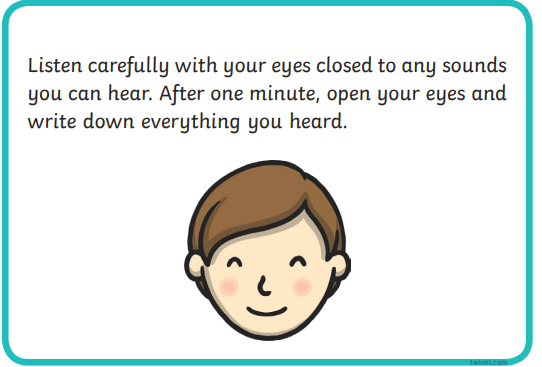 Listen carefully with your eyes closed to any sounds
you can hear. After one minute, open your eyes and
write down everything you heard.
twinkl.com